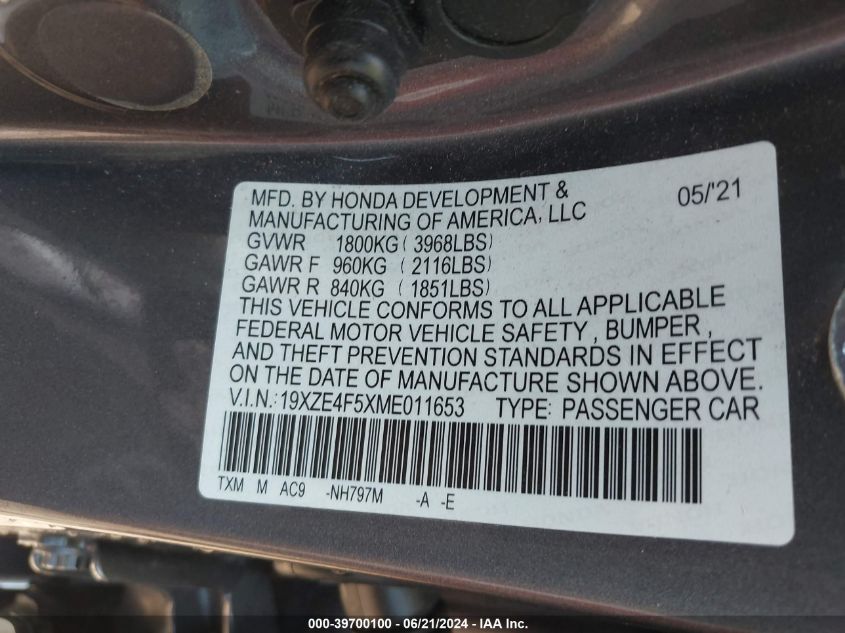 MFD. BY HONDA DEVELOPMENT &
MANUFACTURING OF AMERICA, LLC 05/'21
GVWR 1800KG ( 3968LBS)
GAWR F 960KG ( 2116LBS)
GAWR R 840KG ( 1851LBS)
THIS VEHICLE CONFORMS TO ALL APPLICABLE
FEDERAL MOTOR VEHICLE SAFETY , BUMPER ,
AND THEFT PREVENTION STANDARDS IN EFFECT
ON THE DATE OF MANUFACTURE SHOWN ABOVE.
V.I.N.:19XZE4F5XME011653 TYPE: PASSENGER CAR
TXM M AC9 -NH797M -A -E
000-39700100 - 06/21/2024 - IAA Inc.